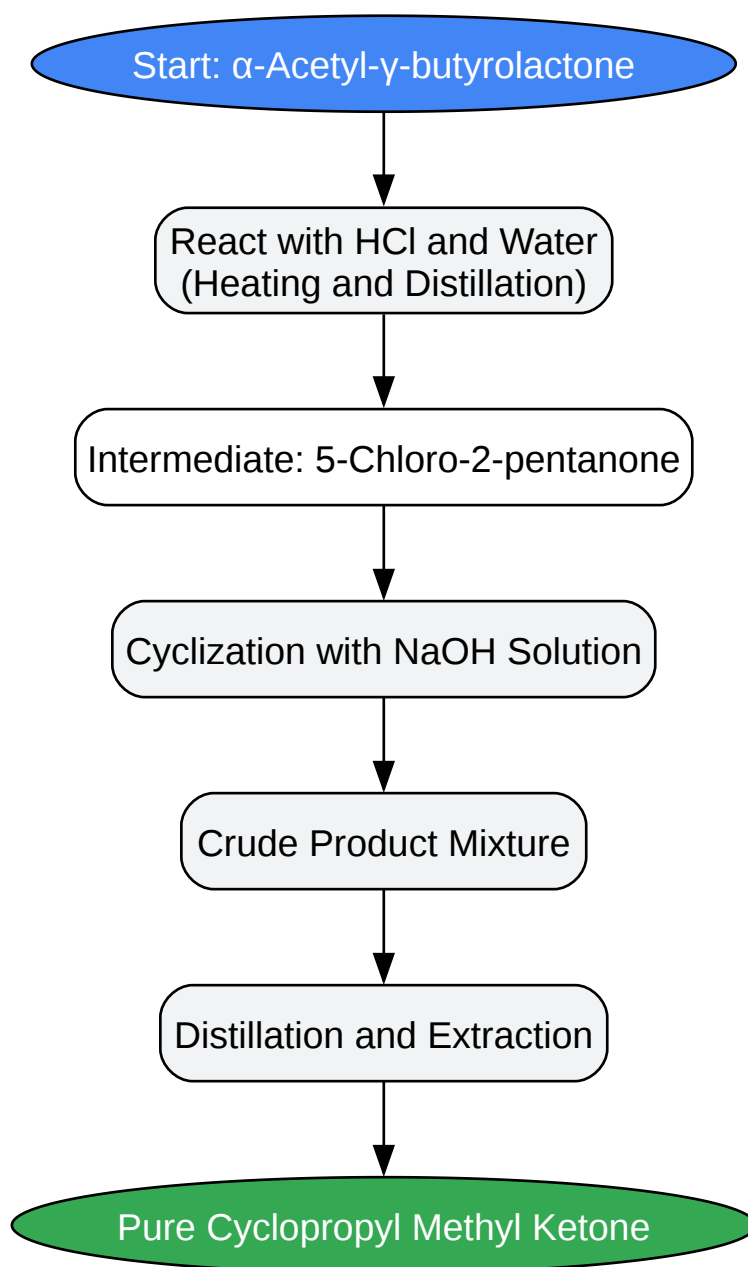 Start: α-Acetyl-γ-butyrolactone
React with HCl and Water
(Heating and Distillation)
Intermediate: 5-Chloro-2-pentanone
Cyclization with NaOH Solution
Crude Product Mixture
Distillation and Extraction
Pure Cyclopropyl Methyl Ketone